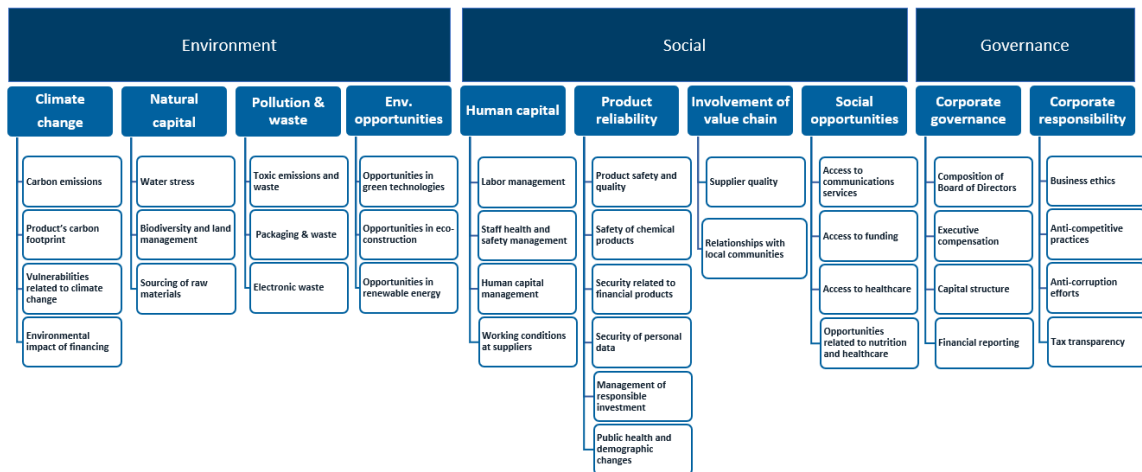 Environment
Social
Governance
Climate
change
Natural
capital
Pollution &
waste
Env.
opportunities
Human capital
Product
reliability
Involvement of
value chain
Social
opportunities
Corporate
governance
Corporate
responsibility
Carbon emissions
Product's carbon
footprint
Vulnerabilities
related to climate
change
Environmental
impact of financing
Water stress
Biodiversity and land
management
Sourcing of raw
materials
Toxic emissions and
waste
Packaging & waste
Electronic waste
Opportunities in
green technologies
Opportunities in eco-
construction
Opportunities in
renewable energy
Labor management
Staff health and
safety management
Human capital
management
Working conditions
at suppliers
Product safety and
quality
Safety of chemical
products
Security related to
financial products
Security of personal
data
Management of
responsible
investment
Public health and
demographic
changes
Supplier quality
Relationships with
local communities
Access to
communications
services
Access to funding
Access to healthcare
Opportunities
related to nutrition
and healthcare
Composition of
Board of Directors
Executive
compensation
Capital structure
Financial reporting
Business ethics
Anti-competitive
practices
Anti-corruption
efforts
Tax transparency